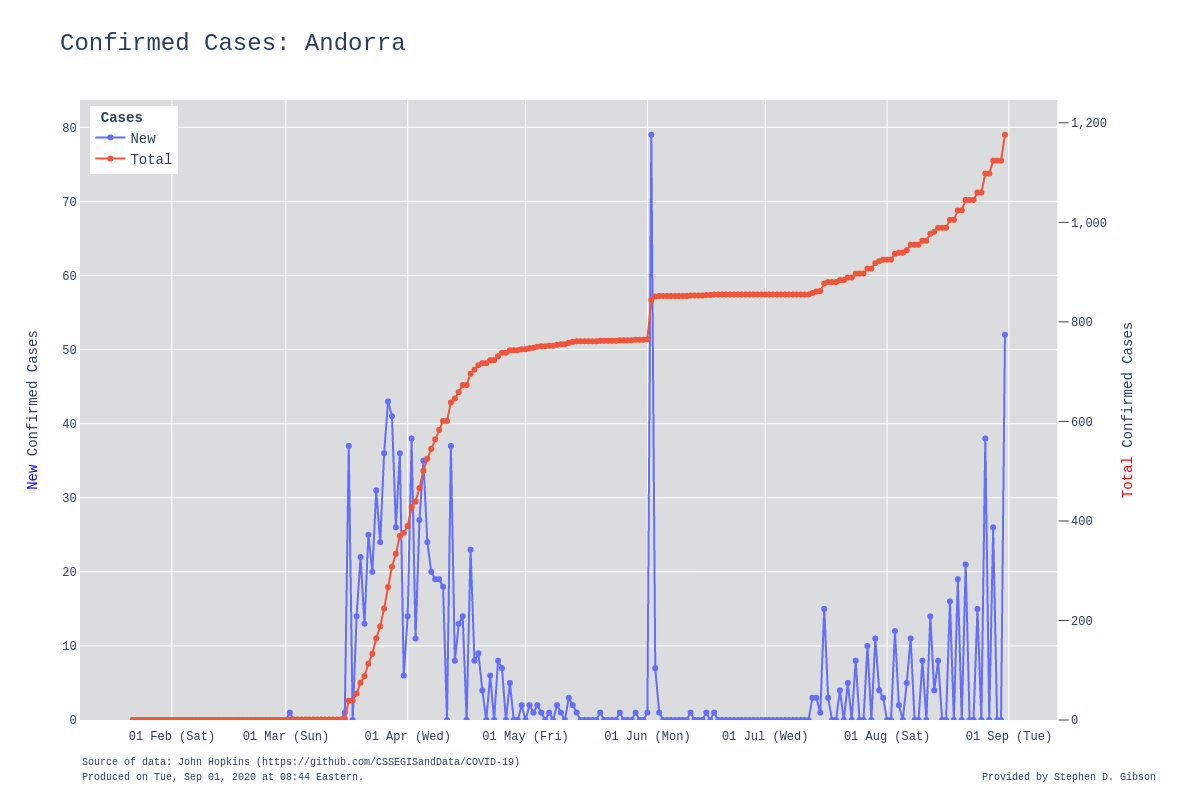 Confirmed Cases: Andorra
Cases
New
Total
80
70
60
50
40
30
20
10
0
New Confirmed Cases
1,200
1,000
800
600
400
200
0
Total Confirmed Cases
01 Feb (Sat) 01 Mar (Sun) 01 Apr (Wed) 01 May (Fri) 01 Jun (Mon) 01 Jul (Wed) 01 Aug (Sat) 01 Sep (Tue)
Source of data: John Hopkins (https://github.com/CSSEGISandData/COVID-19)
Produced on Tue, Sep 01, 2020 at 08:44 Eastern.
Provided by Stephen D. Gibson